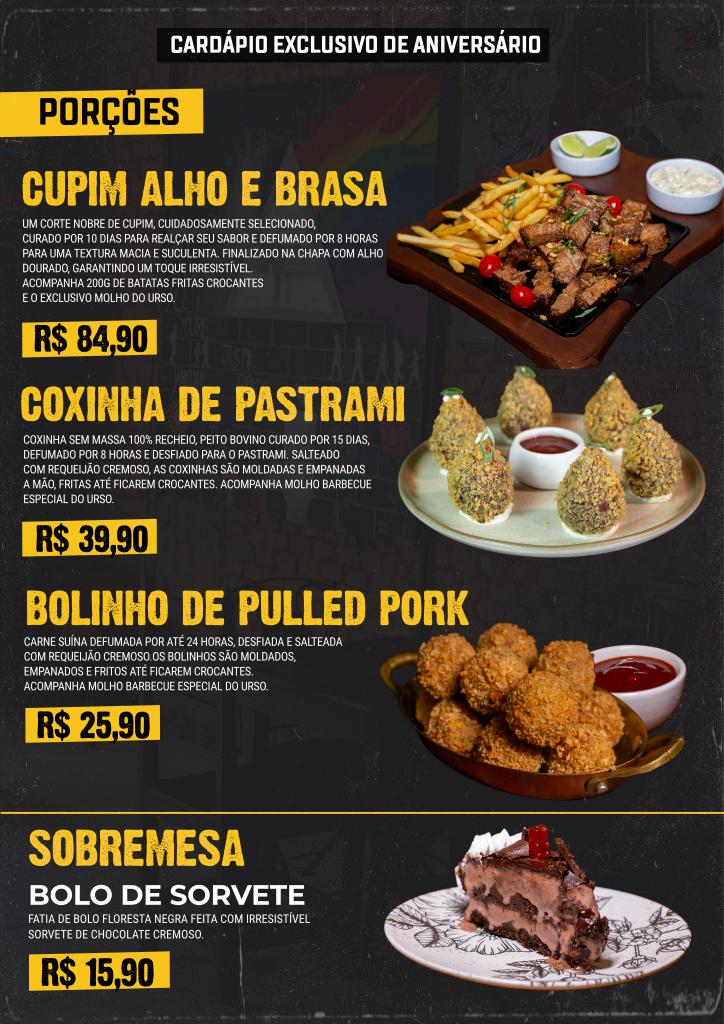 CARDÁPIO EXCLUSIVO DE ANIVERSÁRIO
PORÇÕES
CUPIM ALHO E BRASA
UM CORTE NOBRE DE CUPIM, CUIDADOSAMENTE SELECIONADO,
CURADO POR 10 DIAS PARA REALÇAR SEU SABOR E DEFUMADO POR 8 HORAS
PARA UMA TEXTURA MACIA E SUCULENTA. FINALIZADO NA CHAPA COM ALHO
DOURADO, GARANTINDO UM TOQUE IRRESISTÍVEL.
ACOMPANHA 200G DE BATATAS FRITAS CROCANTES
E O EXCLUSIVO MOLHO DO URSO.
R$ 84,90
COXINHA DE PASTRAMI
COXINHA SEM MASSA 100% RECHEIO, PEITO BOVINO CURADO POR 15 DIAS,
DEFUMADO POR 8 HORAS E DESFIADO PARA O PASTRAMI. SALTEADO
COM REQUEIJÃO CREMOSO, AS COXINHAS SÃO MOLDADAS E EMPANADAS
A MÃO, FRITAS ATÉ FICAREM CROCANTES. ACOMPANHA MOLHO BARBECUE
ESPECIAL DO URSO.
R$ 39,90
BOLINHO DE PULLED PORK
CARNE SUÍNA DEFUMADA POR ATÉ 24 HORAS, DESFIADA E SALTEADA
COM REQUEIJÃO CREMOSO.OS BOLINHOS SÃO MOLDADOS,
EMPANADOS E FRITOS ATÉ FICAREM CROCANTES.
ACOMPANHA MOLHO BARBECUE ESPECIAL DO URSO.
R$ 25,90
SOBREMESA
BOLO DE SORVETE
FATIA DE BOLO FLORESTA NEGRA FEITA COM IRRESISTÍVEL
SORVETE DE CHOCOLATE CREMOSO.
R$ 15,90